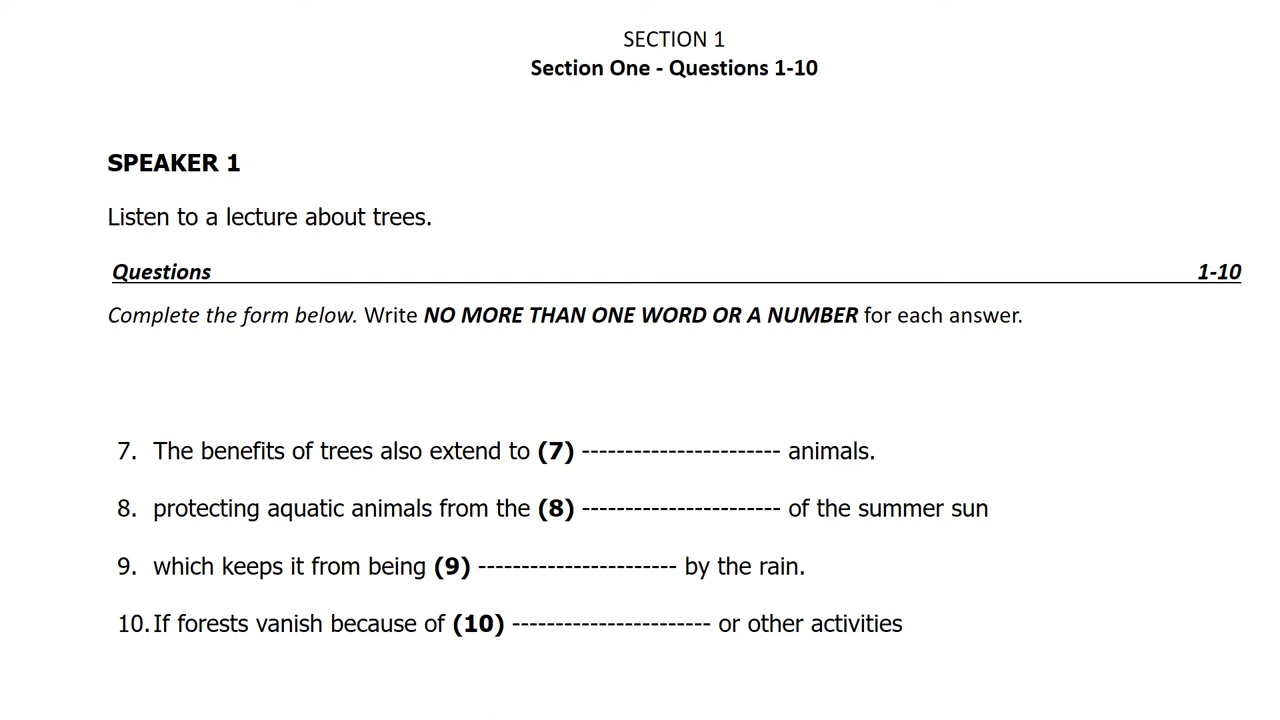 SECTION 1
Section One - Questions 1-10
SPEAKER 1
Listen to a lecture about trees.
Questions 1-10
Complete the form below. Write NO MORE THAN ONE WORD OR A NUMBER for each answer.
7. The benefits of trees also extend to (7) ----------------------- animals.
8. protecting aquatic animals from the (8) ----------------------- of the summer sun
9. which keeps it from being (9) ----------------------- by the rain.
10. If forests vanish because of (10) ----------------------- or other activities